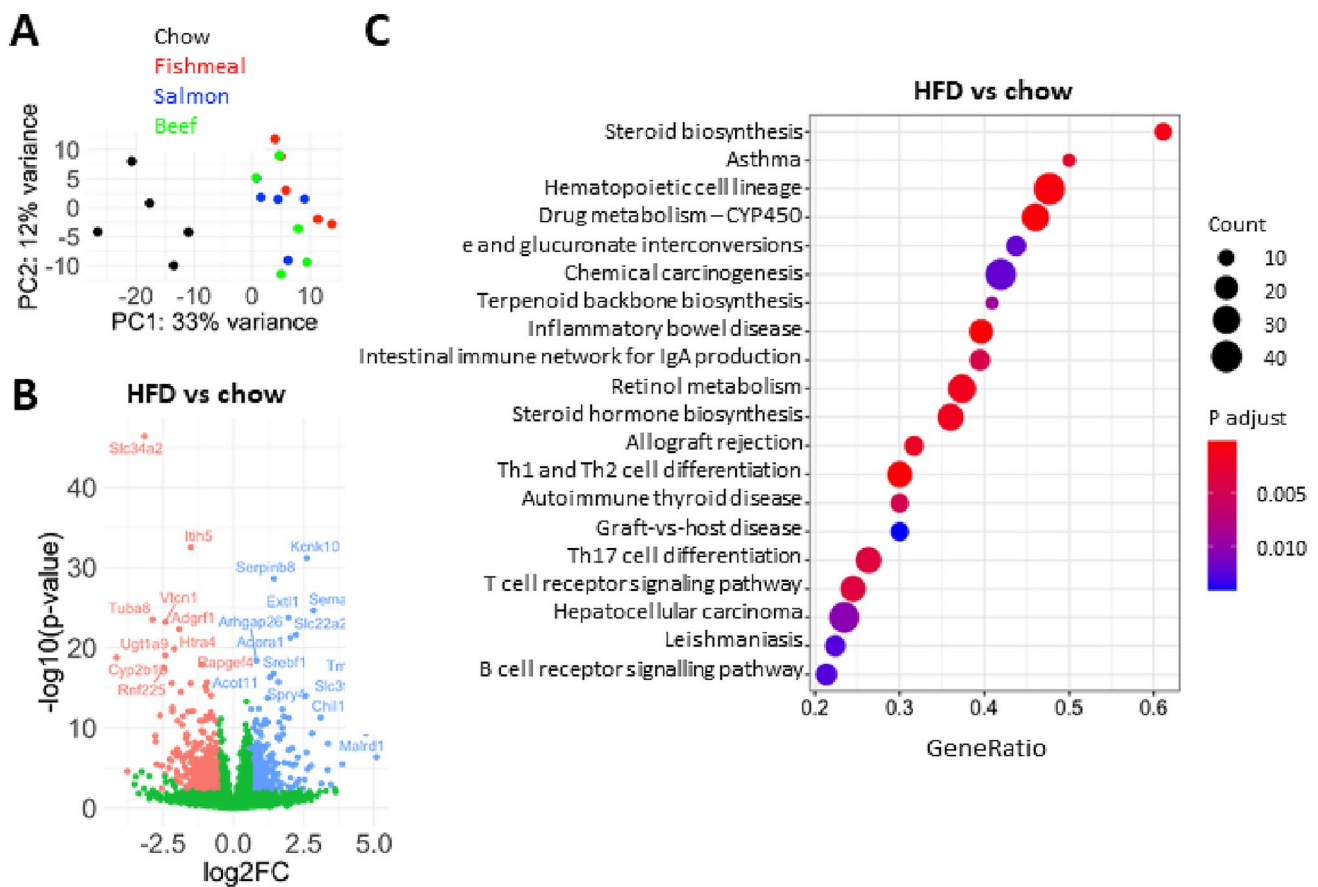 A
Chow
Fishmeal
Salmon
Beef
PC2: 12% variance
10
5
0
-5
-10
-20
-10
0
10
PC1: 33% variance
B
HFD vs chow
-log10(p-value)
40
30
20
10
0
Slc34a2
Itih5
Kcnk10
Serpinb8
Vtcn1
Extl1
Sema
Tuba8
Adgrf1
Arhgap26
Slc22a2
Ugt1a9
Htra4
Adora1
Cyp2b10
Rapgef4
Srebf1
Tm
Rnf225
Acot11
Slc39
Spry4
Chil1
Malrd1
-2.5
0.0
2.5
5.0
log2FC
C
HFD vs chow
Steroid biosynthesis
Asthma
Hematopoietic cell lineage
Drug metabolism – CYP450
e and glucuronate interconversions
Chemical carcinogenesis
Terpenoid backbone biosynthesis
Inflammatory bowel disease
Intestinal immune network for IgA production
Retinol metabolism
Steroid hormone biosynthesis
Allograft rejection
Th1 and Th2 cell differentiation
Autoimmune thyroid disease
Graft-vs-host disease
Th17 cell differentiation
T cell receptor signaling pathway
Hepatocellular carcinoma
Leishmaniasis
B cell receptor signalling pathway
0.2
0.3
0.4
0.5
0.6
GeneRatio
Count
10
20
30
40
P adjust
0.005
0.010